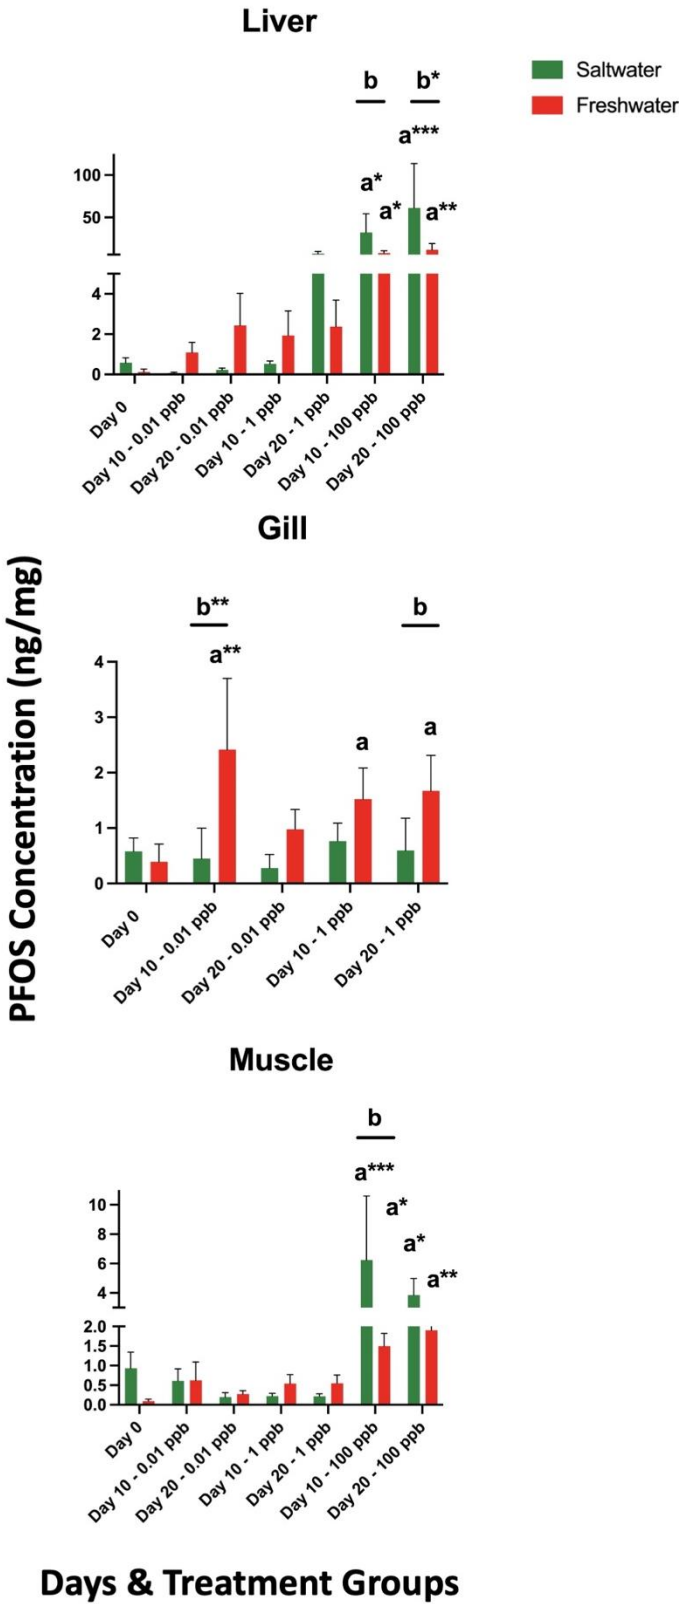 Liver
Saltwater
Freshwater
b
b*
a***
a*
a*
a**
100
50
4
2
0
Day 0
Day 10 - 0.01 ppb
Day 20 - 0.01 ppb
Day 10 - 1 ppb
Day 20 - 1 ppb
Day 10 - 100 ppb
Day 20 - 100 ppb
Gill
PFOS Concentration (ng/mg)
b**
b
a**
a
a
4
3
2
1
0
Day 0
Day 10 - 0.01 ppb
Day 20 - 0.01 ppb
Day 10 - 1 ppb
Day 20 - 1 ppb
Muscle
b
a***
a*
a*
a**
10
8
6
4
2.0
1.5
1.0
0.5
0.0
Day 0
Day 10 - 0.01 ppb
Day 20 - 0.01 ppb
Day 10 - 1 ppb
Day 20 - 1 ppb
Day 10 - 100 ppb
Day 20 - 100 ppb
Days & Treatment Groups